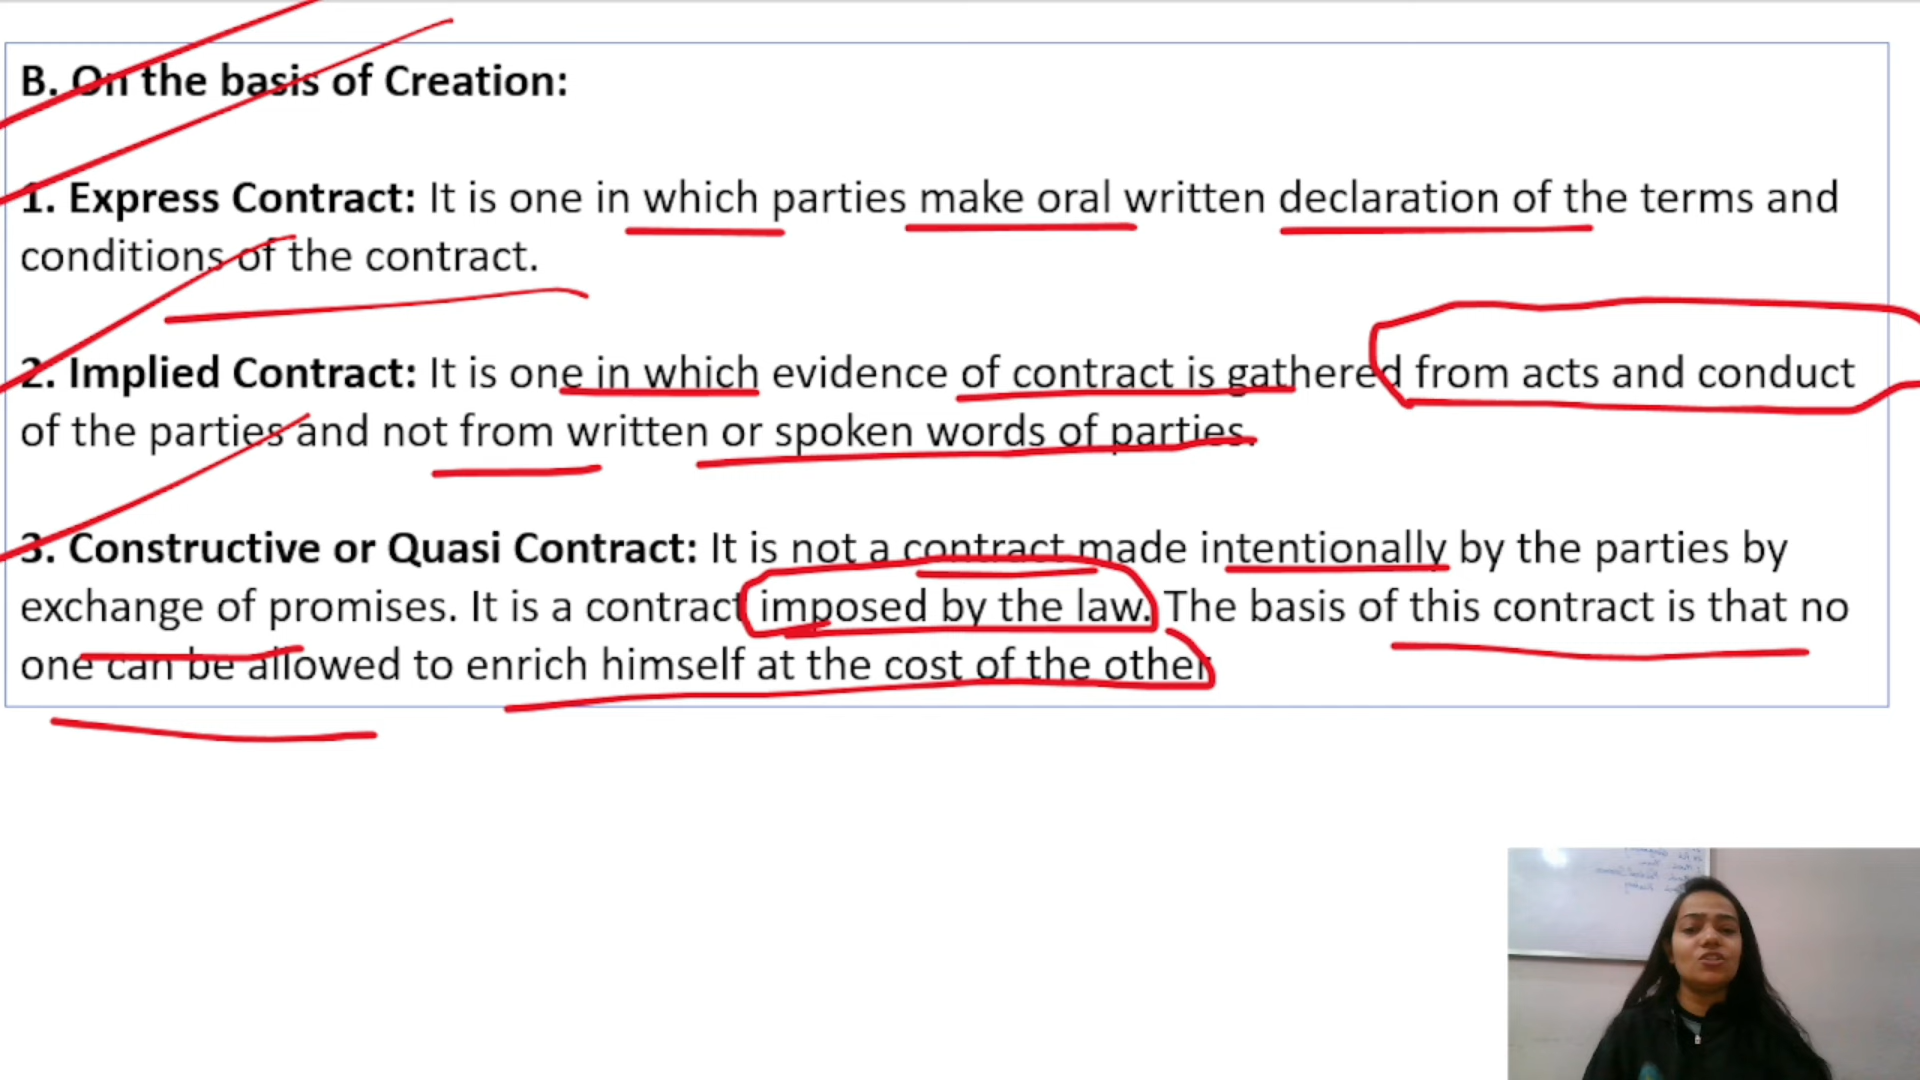 B. On the basis of Creation:
1. Express Contract: It is one in which parties make oral written declaration of the terms and
conditions of the contract.
2. Implied Contract: It is one in which evidence of contract is gathered from acts and conduct
of the parties and not from written or spoken words of parties.
3. Constructive or Quasi Contract: It is not a contract made intentionally by the parties by
exchange of promises. It is a contract imposed by the law. The basis of this contract is that no
one can be allowed to enrich himself at the cost of the other